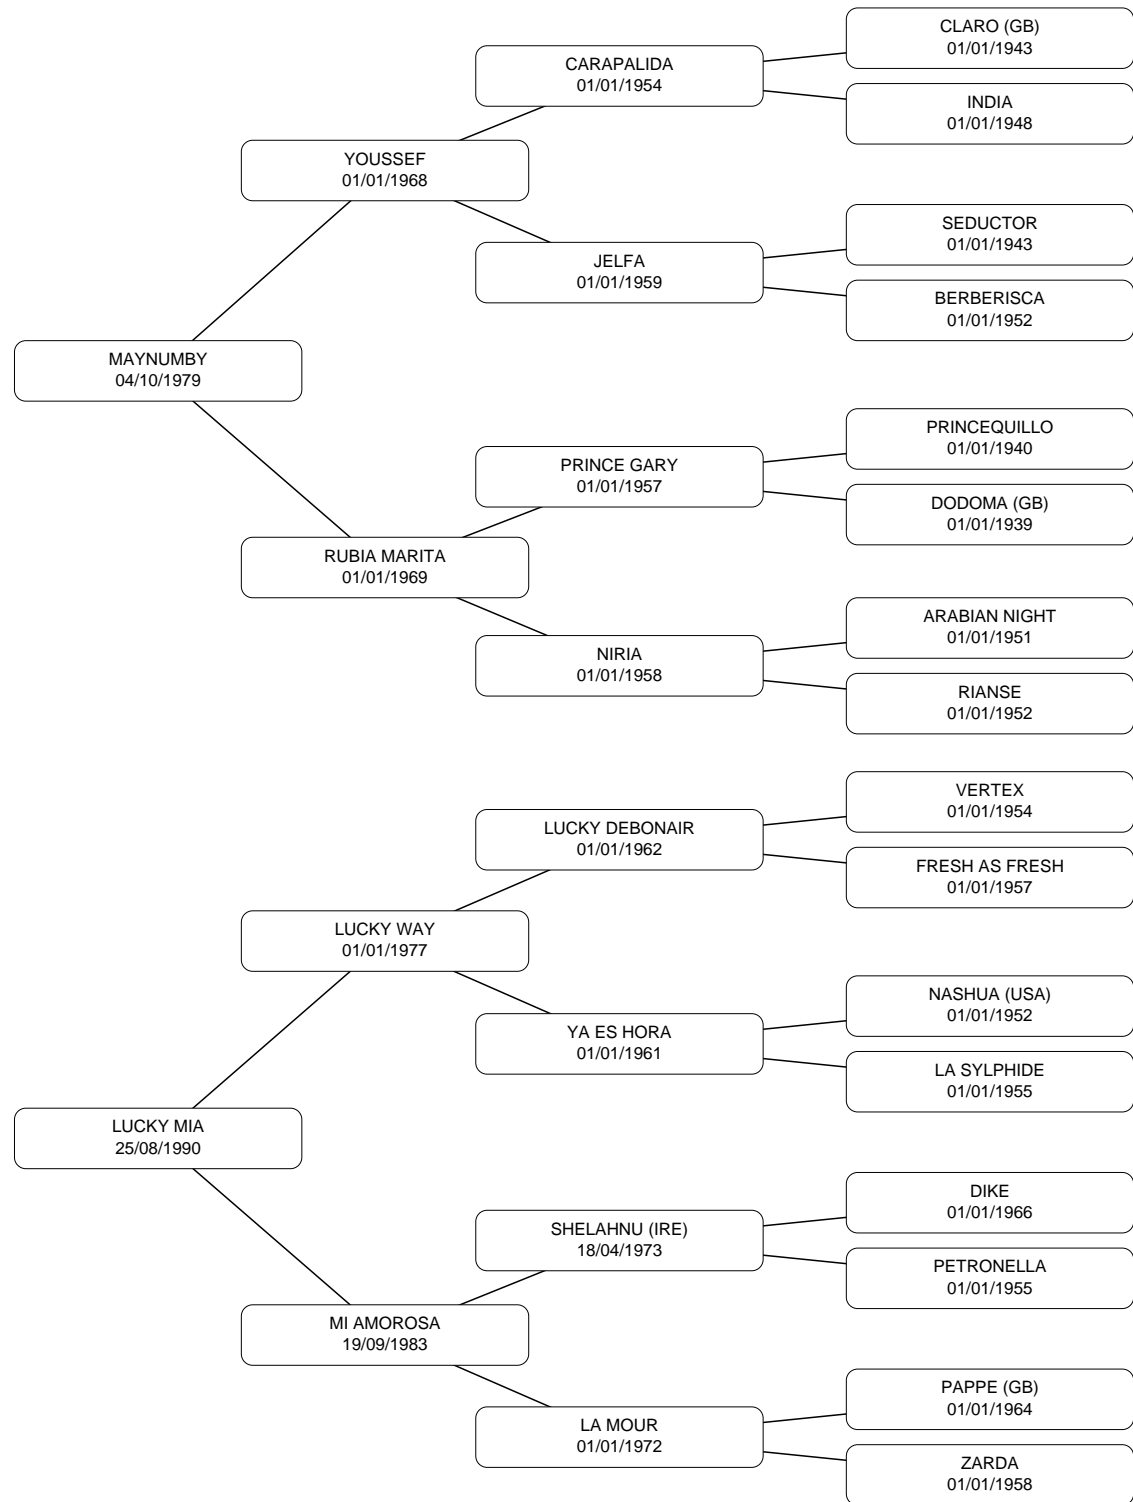 CLARO (GB)
01/01/1943
CARAPALIDA
01/01/1954
INDIA
01/01/1948
YOUSSEF
01/01/1968
SEDUCTOR
01/01/1943
JELFA
01/01/1959
BERBERISCA
01/01/1952
MAYNUMBY
04/10/1979
PRINCEQUILLO
01/01/1940
PRINCE GARY
01/01/1957
DODOMA (GB)
01/01/1939
RUBIA MARITA
01/01/1969
ARABIAN NIGHT
01/01/1951
NIRIA
01/01/1958
RIANSE
01/01/1952
VERTEX
01/01/1954
LUCKY DEBONAIR
01/01/1962
FRESH AS FRESH
01/01/1957
LUCKY WAY
01/01/1977
NASHUA (USA)
01/01/1952
YA ES HORA
01/01/1961
LA SYLPHIDE
01/01/1955
LUCKY MIA
25/08/1990
DIKE
01/01/1966
SHELAHNU (IRE)
18/04/1973
PETRONELLA
01/01/1955
MI AMOROSA
19/09/1983
PAPPE (GB)
01/01/1964
LA MOUR
01/01/1972
ZARDA
01/01/1958